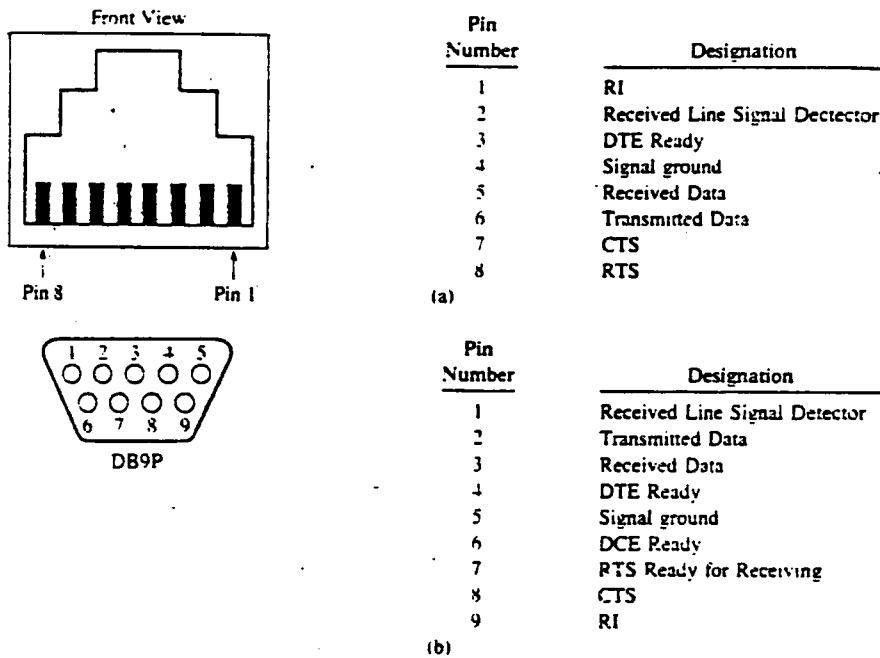 Front View
Pin 8
Pin 1
Pin
Number
Designation
1 RI
2 Received Line Signal Dectector
3 DTE Ready
4 Signal ground
5 Received Data
6 Transmitted Data
7 CTS
8 RTS
(a)
1 2 3 4 5
6 7 8 9
DB9P
Pin
Number
Designation
1 Received Line Signal Detector
2 Transmitted Data
3 Received Data
4 DTE Ready
5 Signal ground
6 DCE Ready
7 RTS Ready for Receiving
8 CTS
9 RI
(b)